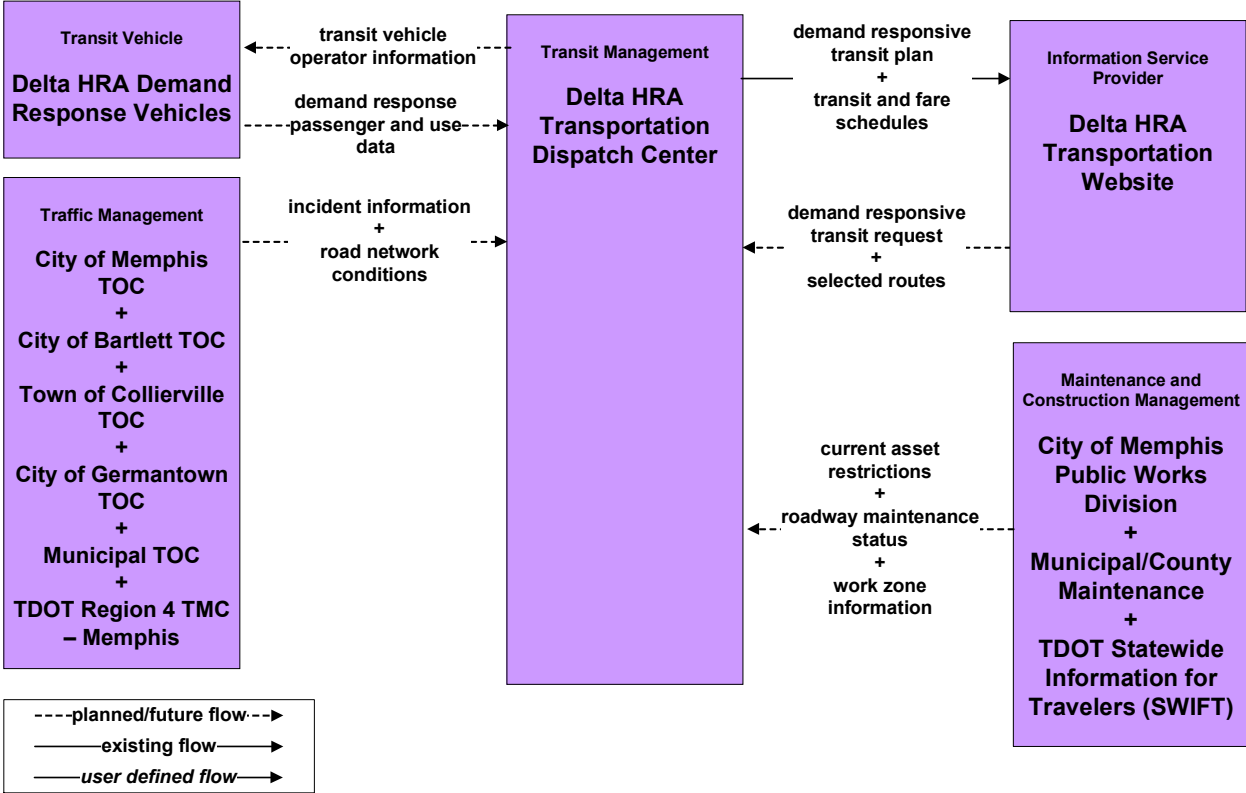 Transit Vehicle
Delta HRA Demand
Response Vehicles
transit vehicle
operator information
demand response
passenger and use
data
Transit Management
Delta HRA
Transportation
Dispatch Center
demand responsive
transit plan
+
transit and fare
schedules
Information Service
Provider
Delta HRA
Transportation
Website
demand responsive
transit request
+
selected routes
Traffic Management
City of Memphis
TOC
+
City of Bartlett TOC
+
Town of Collierville
TOC
+
City of Germantown
TOC
+
Municipal TOC
+
TDOT Region 4 TMC
– Memphis
incident information
+
road network
conditions
current asset
restrictions
+
roadway maintenance
status
+
work zone
information
Maintenance and
Construction Management
City of Memphis
Public Works
Division
+
Municipal/County
Maintenance
+
TDOT Statewide
Information for
Travelers (SWIFT)
planned/future flow
existing flow
user defined flow